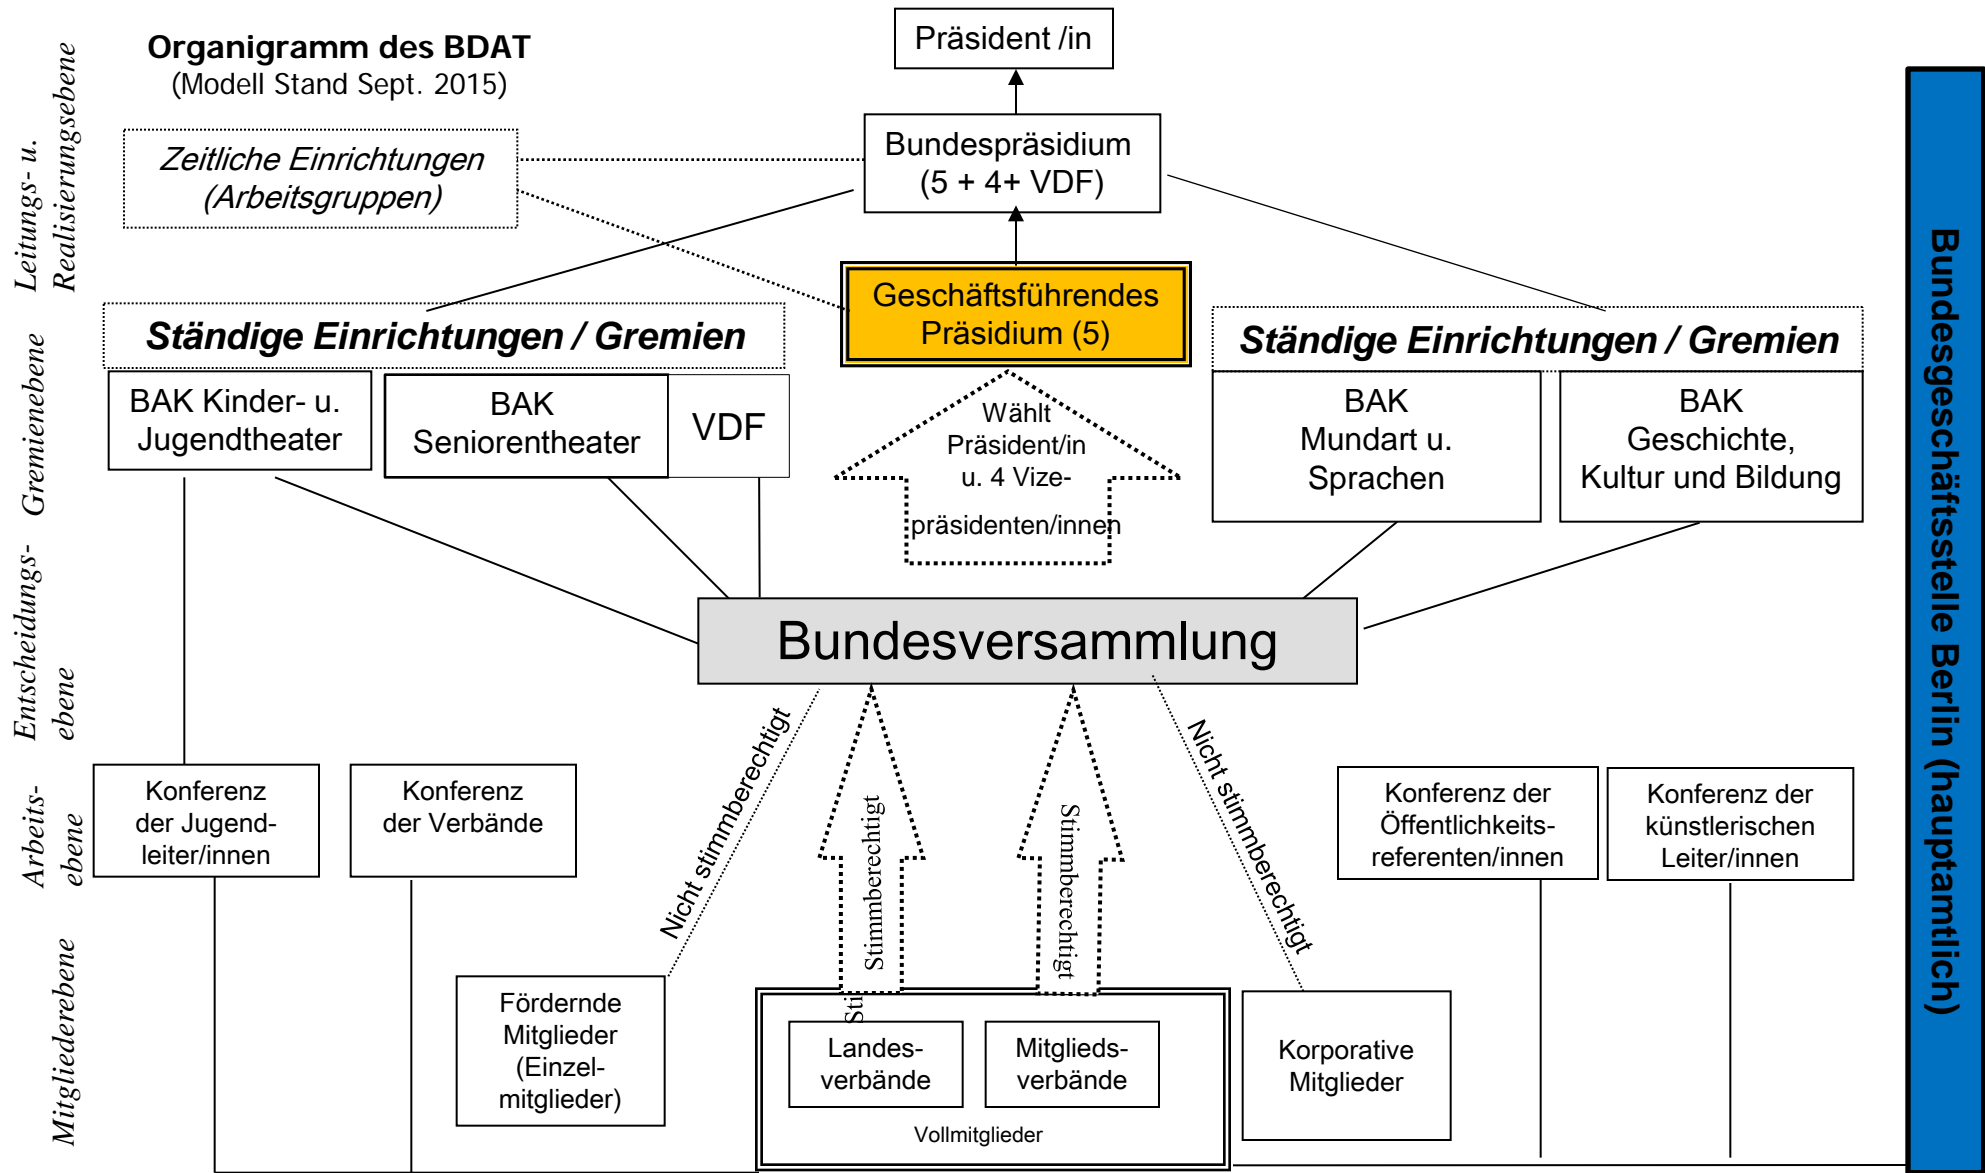 Organigramm des BDAT
(Modell Stand Sept. 2015)
Präsident /in
Leitungs- u.
Realisierungsebene
Zeitliche Einrichtungen
(Arbeitsgruppen)
Bundespräsidium
(5 + 4+ VDF)
Geschäftsführendes
Präsidium (5)
Gremienebene
Ständige Einrichtungen / Gremien
Ständige Einrichtungen / Gremien
BAK Kinder- u.
Jugendtheater
BAK
Seniorentheater
VDF
Wählt
Präsident/in
u. 4 Vize-
präsidenten/innen
BAK
Mundart u.
Sprachen
BAK
Geschichte,
Kultur und Bildung
Entscheidungs-
ebene
Bundesversammlung
Nicht stimmberechtigt
Stimmberechtigt
Sti
Stimmberechtigt
Nicht stimmberechtigt
Arbeits-
ebene
Konferenz
der Jugend-
leiter/innen
Konferenz
der Verbände
Konferenz der
Öffentlichkeits-
referenten/innen
Konferenz der
künstlerischen
Leiter/innen
Mitgliederebene
Fördernde
Mitglieder
(Einzel-
mitglieder)
Landes-
verbände
Mitglieds-
verbände
Vollmitglieder
Korporative
Mitglieder
Bundesgeschäftsstelle Berlin (hauptamtlich)